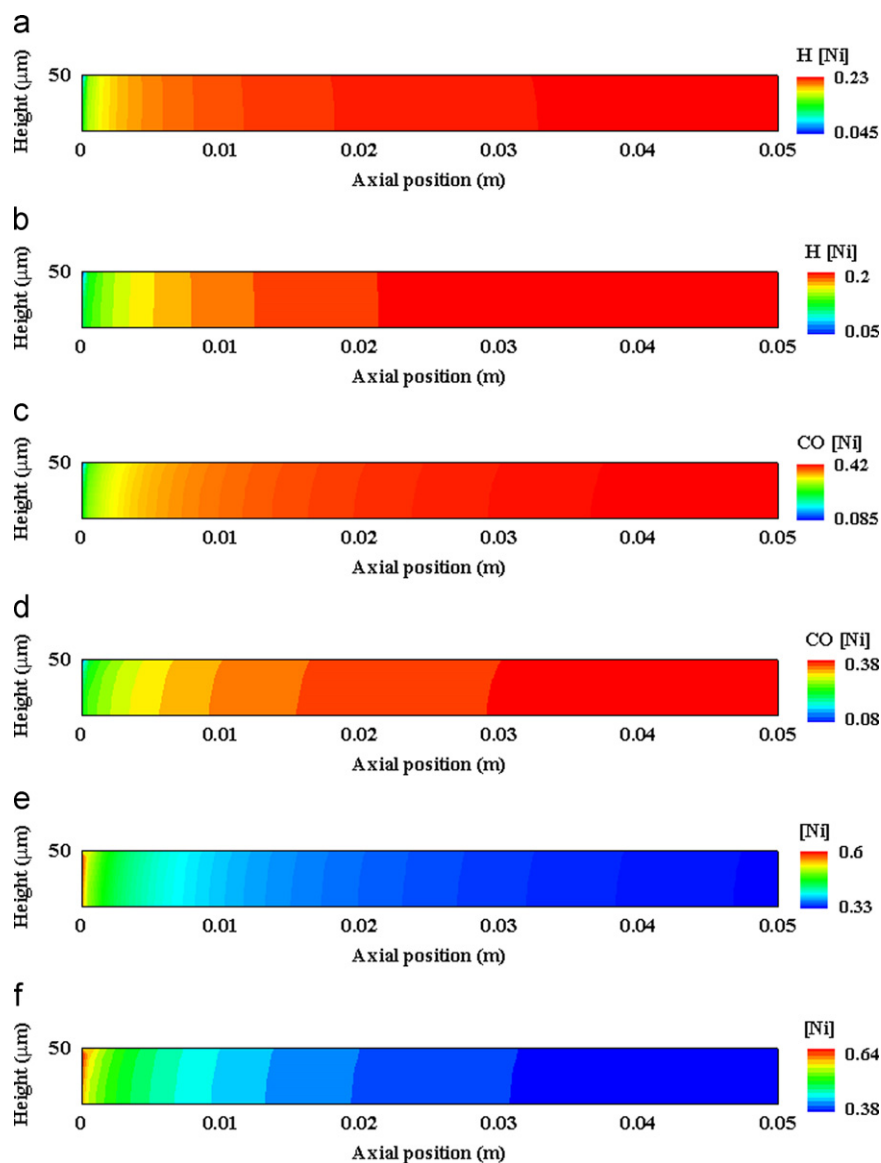 a
Height (μm)
50
H [Ni]
0.23
0.045
0 0.01 0.02 0.03 0.04 0.05
Axial position (m)
b
Height (μm)
50
H [Ni]
0.2
0.05
0 0.01 0.02 0.03 0.04 0.05
Axial position (m)
c
Height (μm)
50
CO [Ni]
0.42
0.085
0 0.01 0.02 0.03 0.04 0.05
Axial position (m)
d
Height (μm)
50
CO [Ni]
0.38
0.08
0 0.01 0.02 0.03 0.04 0.05
Axial position (m)
e
Height (μm)
50
[Ni]
0.6
0.33
0 0.01 0.02 0.03 0.04 0.05
Axial position (m)
f
Height (μm)
50
[Ni]
0.64
0.38
0 0.01 0.02 0.03 0.04 0.05
Axial position (m)